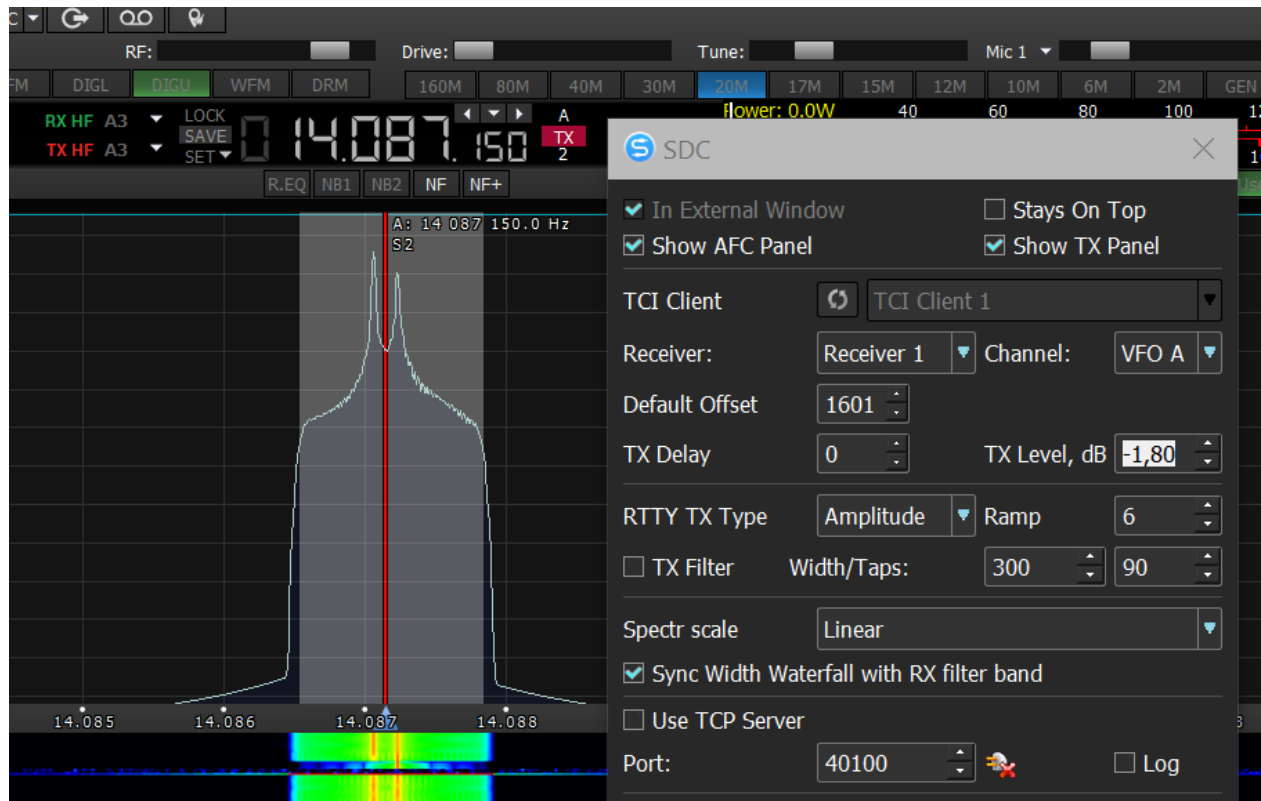 C
RF: Drive: Tune: Mic 1
FM DIGL DIGU WFM DRM 160M 80M 40M 30M 20M 17M 15M 12M 10M 6M 2M GEN
RX HF A3 LOCK A Power: 0.0W 40 60 80 100
TX HF A3 SAVE 14.087.150 TX
SET 2
R.EQ NB1 NB2 NF NF+
A: 14 087 150.0 Hz
S2
SDC
In External Window Stays On Top
Show AFC Panel Show TX Panel
TCI Client TCI Client 1
Receiver: Receiver 1 Channel: VFO A
Default Offset 1601
TX Delay 0 TX Level, dB -1,80
RTTY TX Type Amplitude Ramp 6
TX Filter Width/Taps: 300 90
Spectr scale Linear
Sync Width Waterfall with RX filter band
14.085 14.086 14.087 14.088
Use TCP Server
Port: 40100 Log